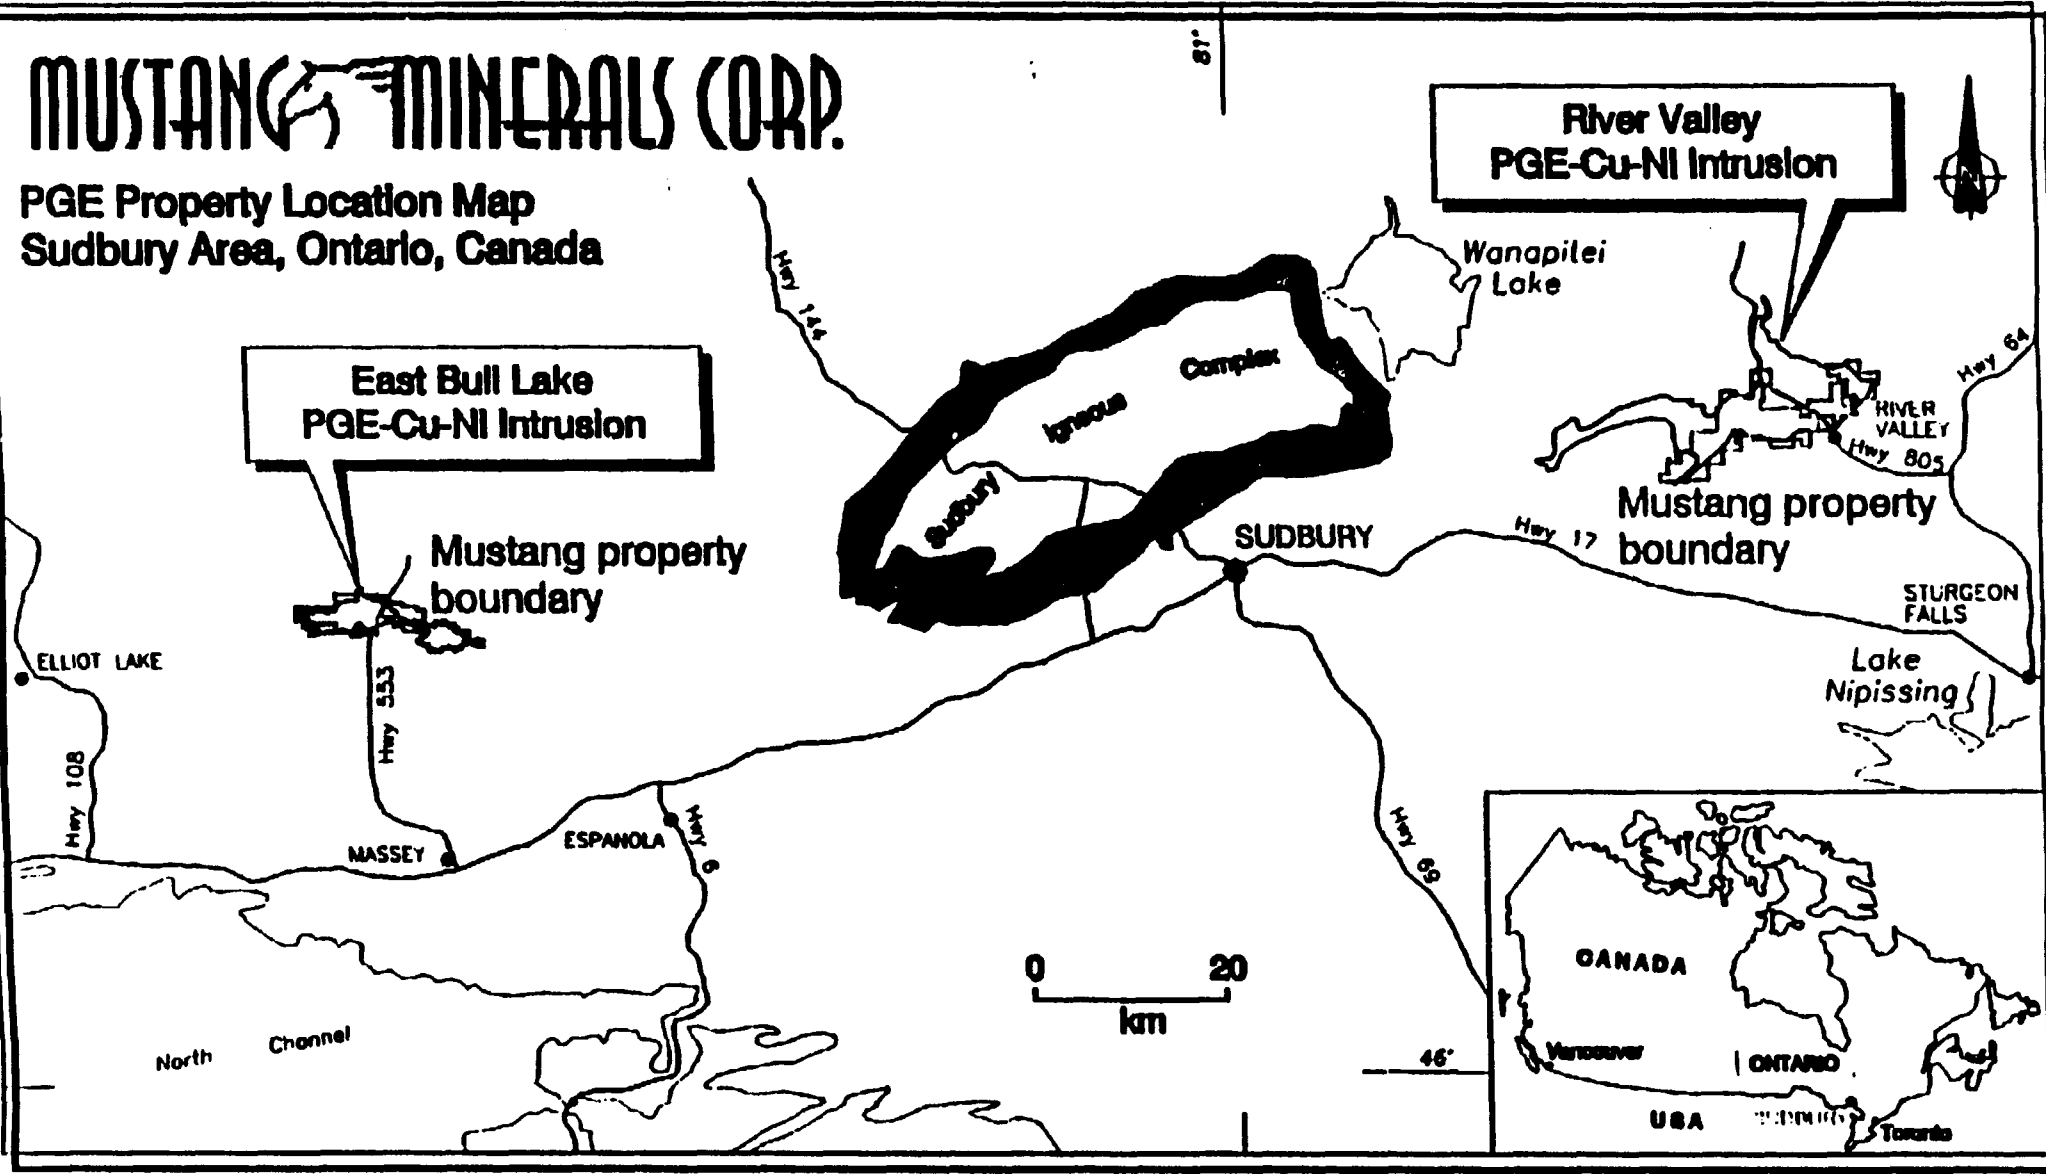 MUSTANG MINERALS CORP.
PGE Property Location Map
Sudbury Area, Ontario, Canada
81°
River Valley
PGE-Cu-Ni Intrusion
N
Wanapitei
Lake
Hwy 144
Hwy 64
East Bull Lake
PGE-Cu-Ni Intrusion
Sudbury
Igneous
Complex
RIVER
VALLEY
Hwy 805
Mustang property
boundary
Mustang property
boundary
SUDBURY
Hwy 17
STURGEON
FALLS
ELLIOT LAKE
Hwy 553
Lake
Nipissing
Hwy 108
MASSEY
ESPANOLA
Hwy 6
Hwy 69
0 20
km
North Channel
46°
CANADA
Vancouver
ONTARIO
USA
Toronto